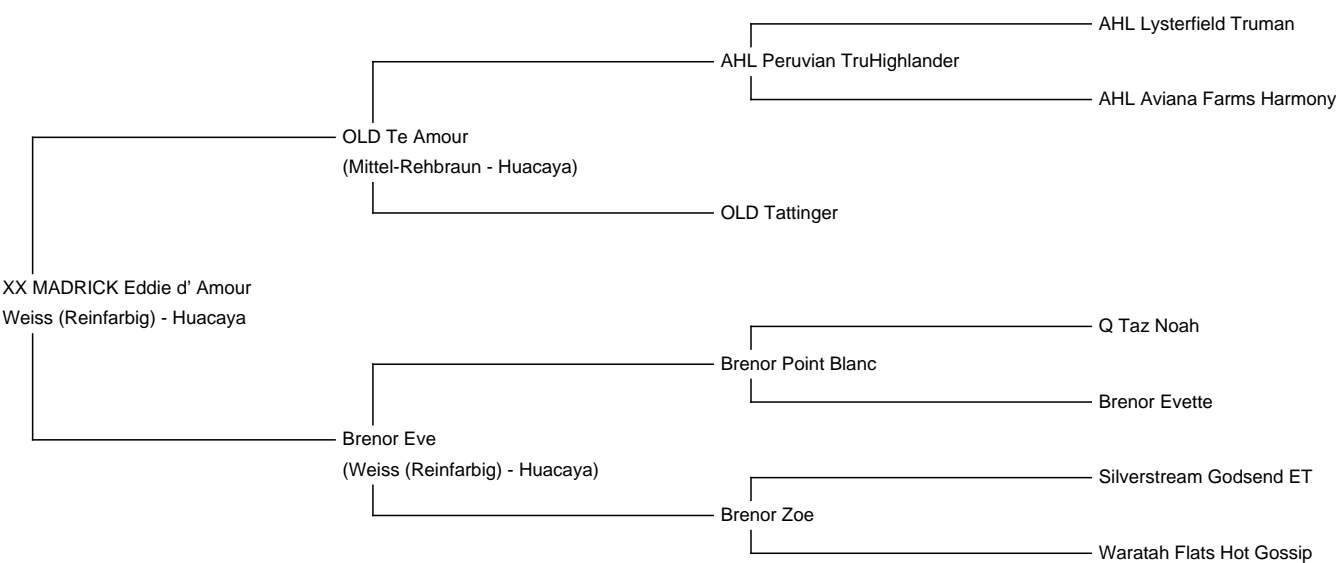 AHL Lysterfield Truman
AHL Peruvian TruHighlander
AHL Aviana Farms Harmony
OLD Te Amour
(Mittel-Rehbraun - Huacaya)
OLD Tattinger
XX MADRICK Eddie d' Amour
Weiss (Reinfarbig) - Huacaya
Q Taz Noah
Brenor Point Blanc
Brenor Evette
Brenor Eve
(Weiss (Reinfarbig) - Huacaya)
Silverstream Godsend ET
Brenor Zoe
Waratah Flats Hot Gossip